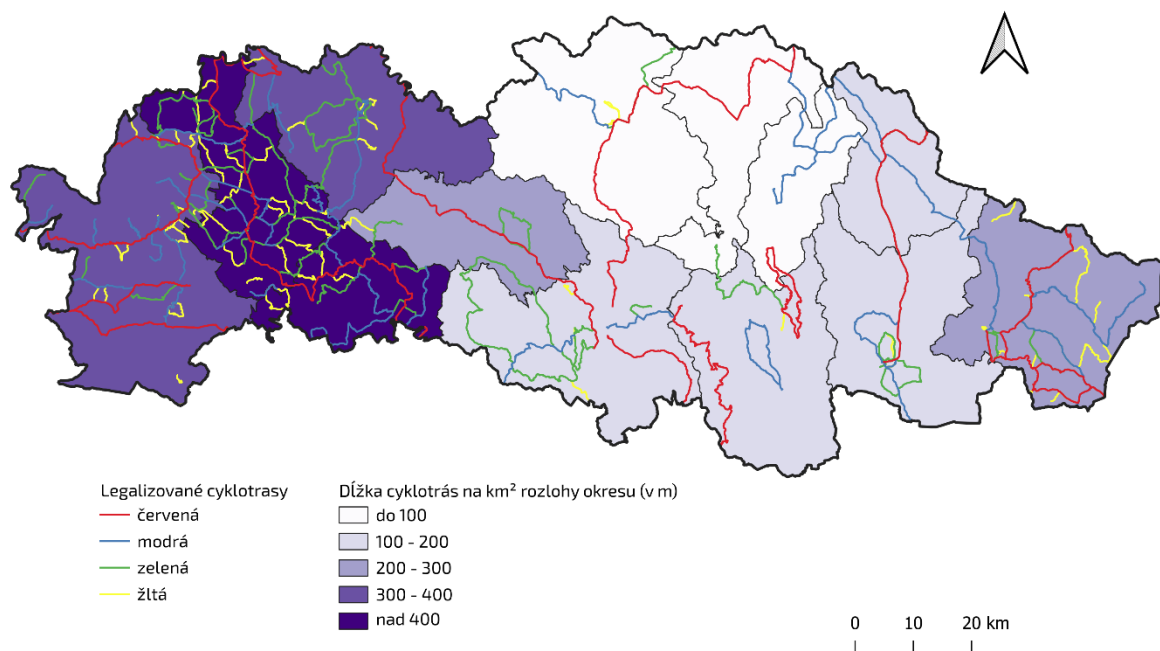 Legalizované cyklotrasy
červená
modrá
zelená
žltá
Dĺžka cyklotrás na km² rozlohy okresu (v m)
do 100
100 - 200
200 - 300
300 - 400
nad 400
0 10 20 km